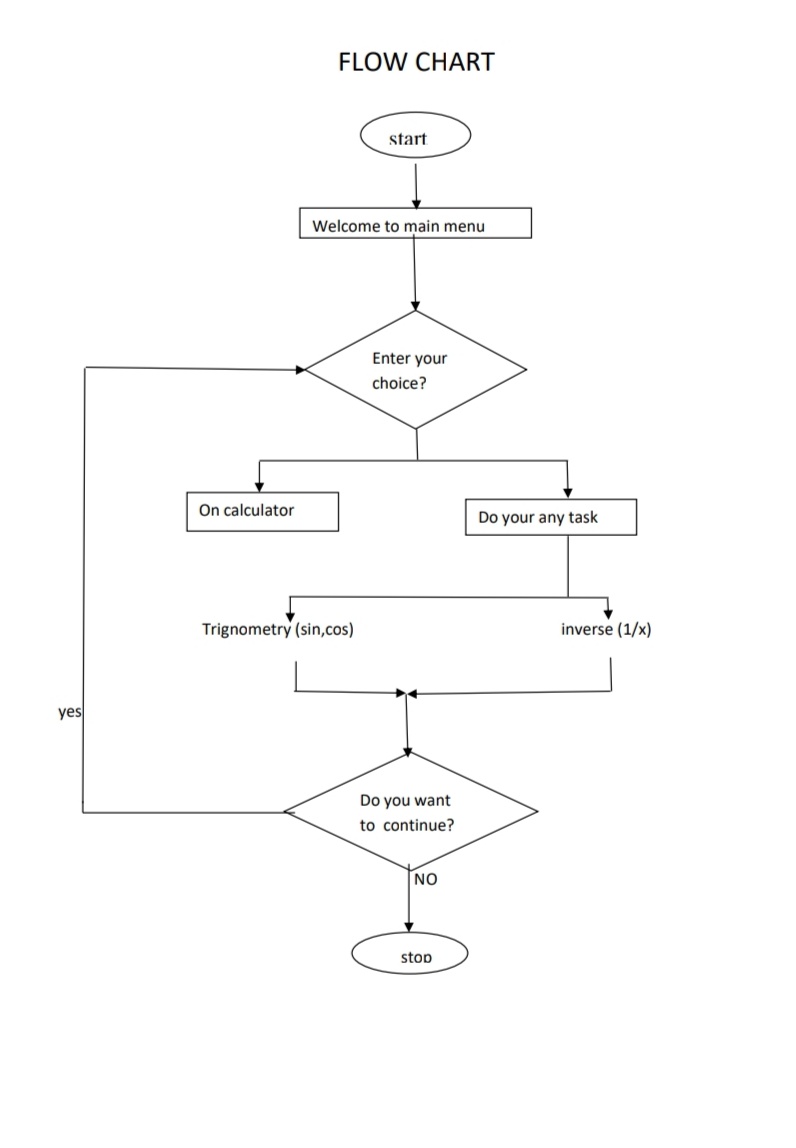 FLOW CHART
start
Welcome to main menu
Enter your
choice?
On calculator
Do your any task
Trignometry (sin,cos)
inverse (1/x)
yes
Do you want
to continue?
NO
stop